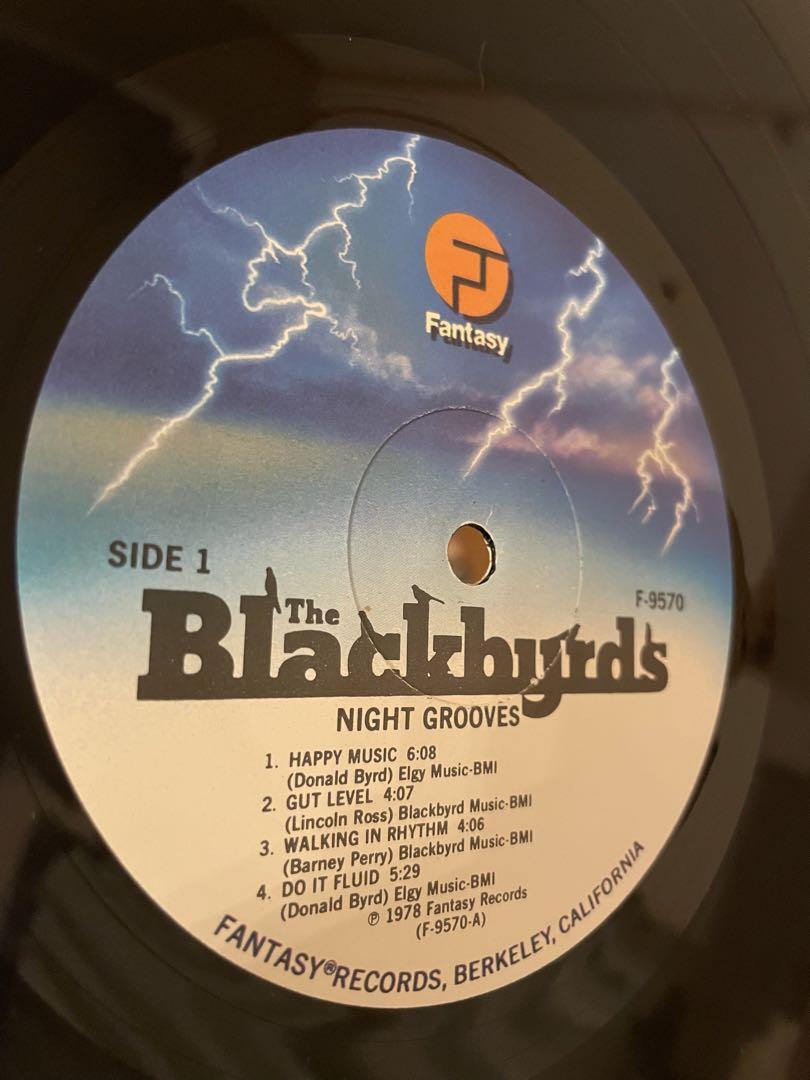 Fantasy
SIDE 1
F-9570
The
Blackbyrds
NIGHT GROOVES
1. HAPPY MUSIC 6:08
(Donald Byrd) Elgy Music-BMI
2. GUT LEVEL 4:07
(Lincoln Ross) Blackbyrd Music-BMI
3. WALKING IN RHYTHM 4:06
(Barney Perry) Blackbyrd Music-BMI
4. DO IT FLUID 5:29
(Donald Byrd) Elgy Music-BMI
℗ 1978 Fantasy Records
(F-9570-A)
FANTASY® RECORDS, BERKELEY, CALIFORNIA